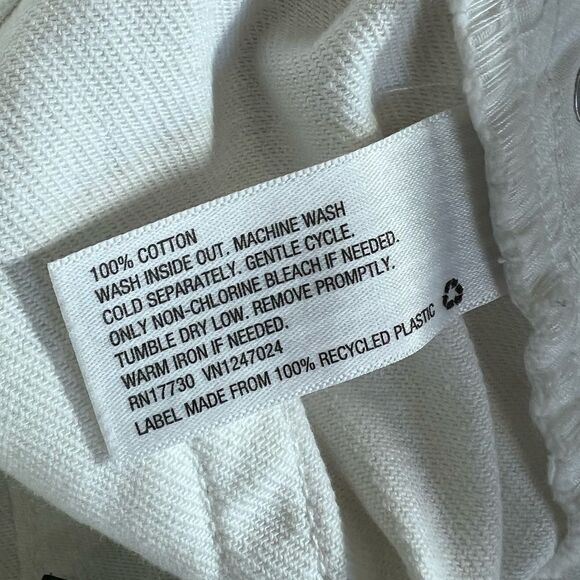 100% COTTON
WASH INSIDE OUT. MACHINE WASH
COLD SEPARATELY. GENTLE CYCLE.
ONLY NON-CHLORINE BLEACH IF NEEDED.
TUMBLE DRY LOW. REMOVE PROMPTLY.
WARM IRON IF NEEDED.
RN17730 VN1247024
LABEL MADE FROM 100% RECYCLED PLASTIC